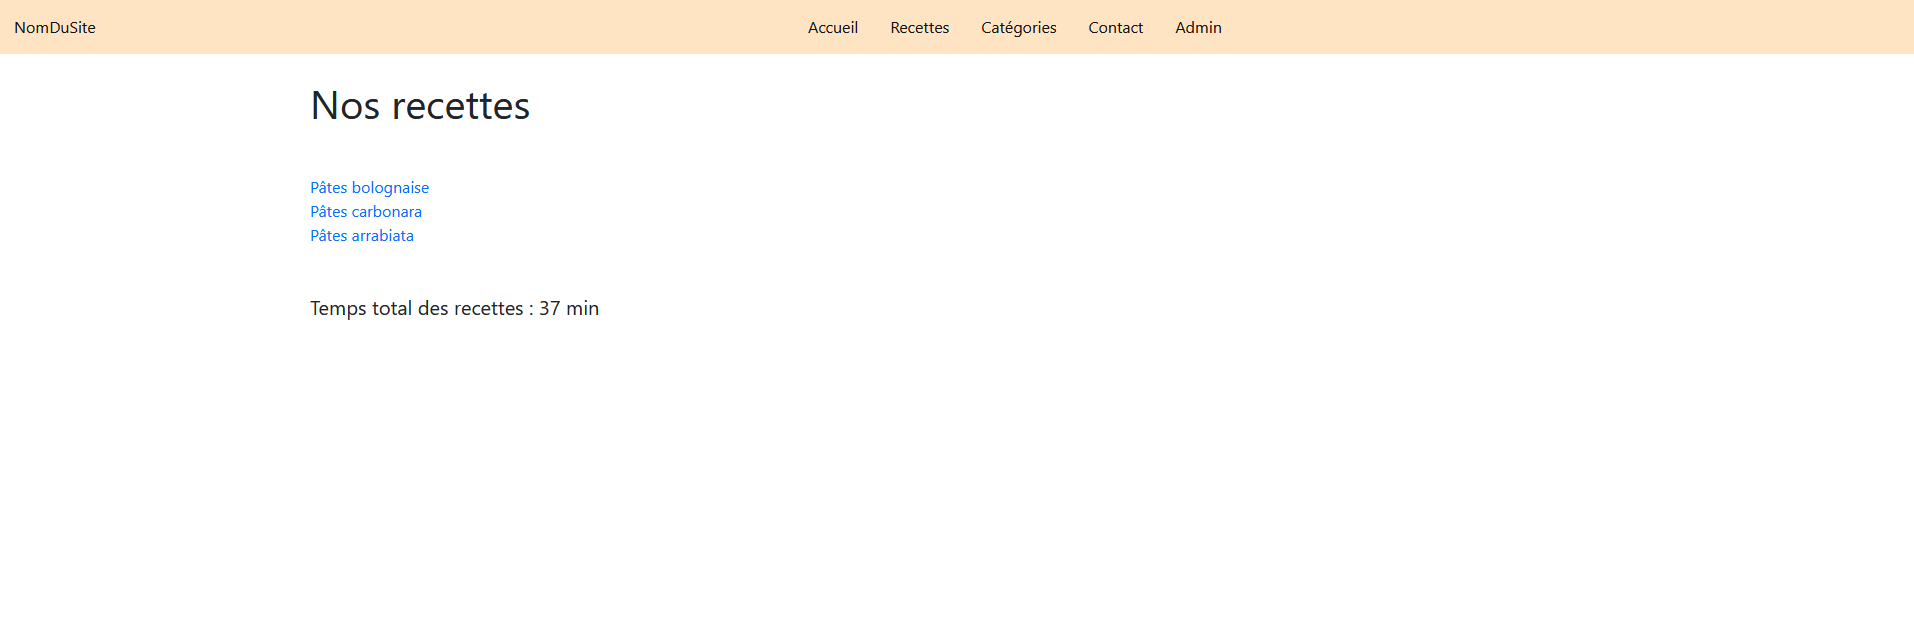 NomDuSite Accueil Recettes Catégories Contact Admin
Nos recettes
Pâtes bolognaise
Pâtes carbonara
Pâtes arrabiata
Temps total des recettes : 37 min